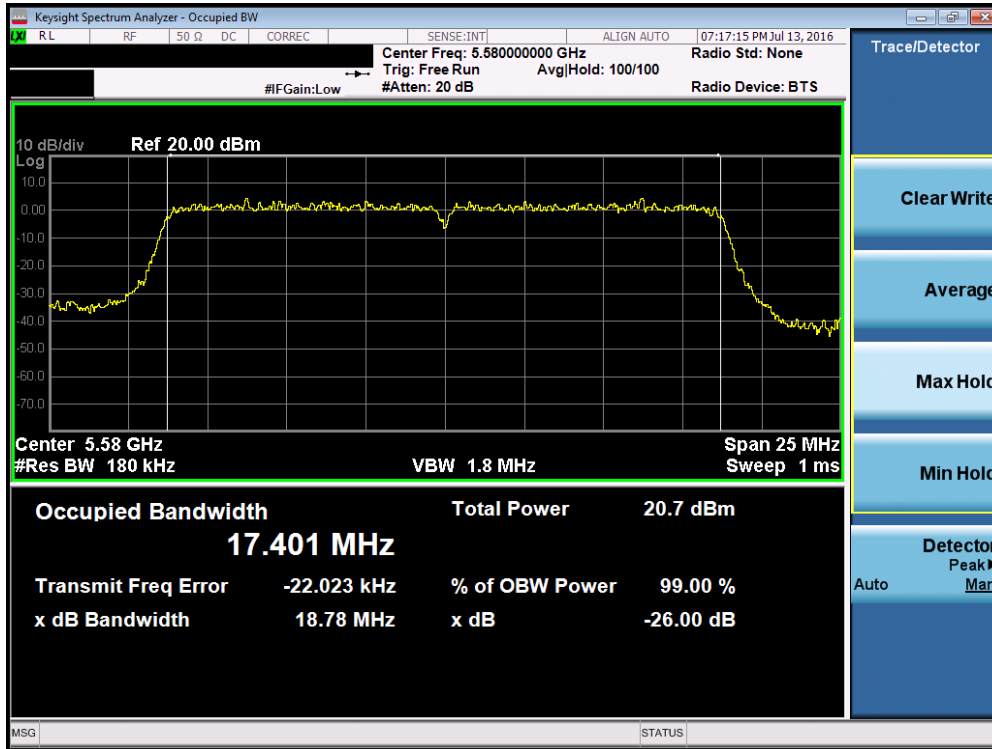 Keysight Spectrum Analyzer - Occupied BW
LXI RL RF 50 Ω DC CORREC SENSE:INT ALIGN AUTO 07:17:15 PM Jul 13, 2016
Center Freq: 5.580000000 GHz Radio Std: None
Trig: Free Run Avg|Hold: 100/100
#IFGain:Low #Atten: 20 dB Radio Device: BTS
Trace/Detector
10 dB/div Ref 20.00 dBm
Log
10.0
0.00
-10.0
-20.0
-30.0
-40.0
-50.0
-60.0
-70.0
Center 5.58 GHz Span 25 MHz
#Res BW 180 kHz VBW 1.8 MHz Sweep 1 ms
Occupied Bandwidth Total Power 20.7 dBm
17.401 MHz
Transmit Freq Error -22.023 kHz % of OBW Power 99.00 %
x dB Bandwidth 18.78 MHz x dB -26.00 dB
Clear Write
Average
Max Hold
Min Hold
Detector
Peak
Auto Man
MSG STATUS